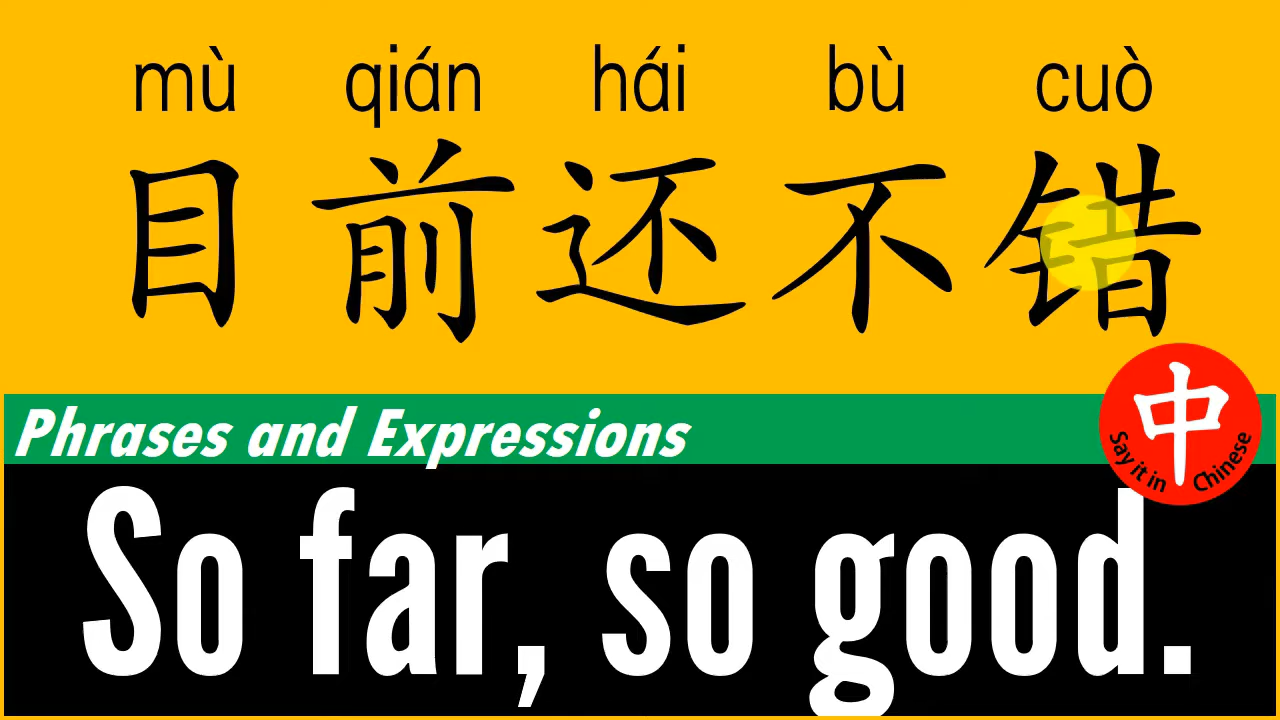 mù qián hái bù cuò
目前还不错
Phrases and Expressions
中
Say it in Chinese
So far, so good.